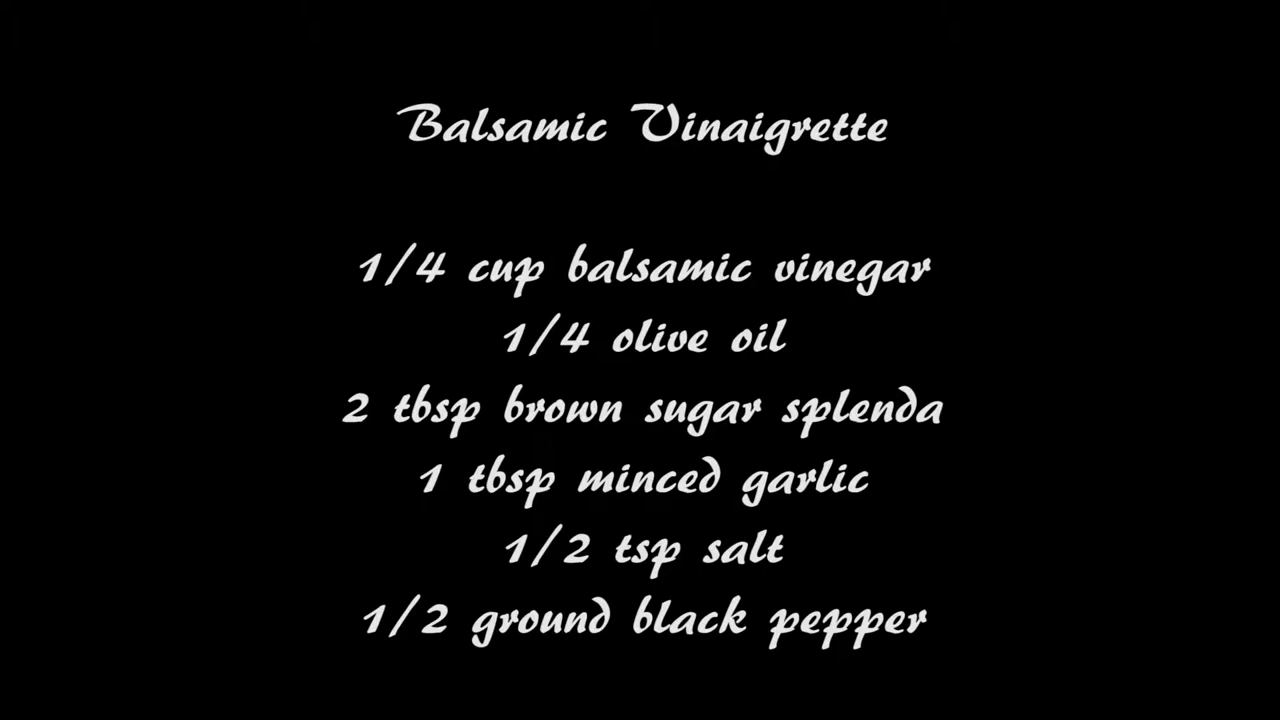 Balsamic Vinaigrette
1/4 cup balsamic vinegar
1/4 olive oil
2 tbsp brown sugar splenda
1 tbsp minced garlic
1/2 tsp salt
1/2 ground black pepper